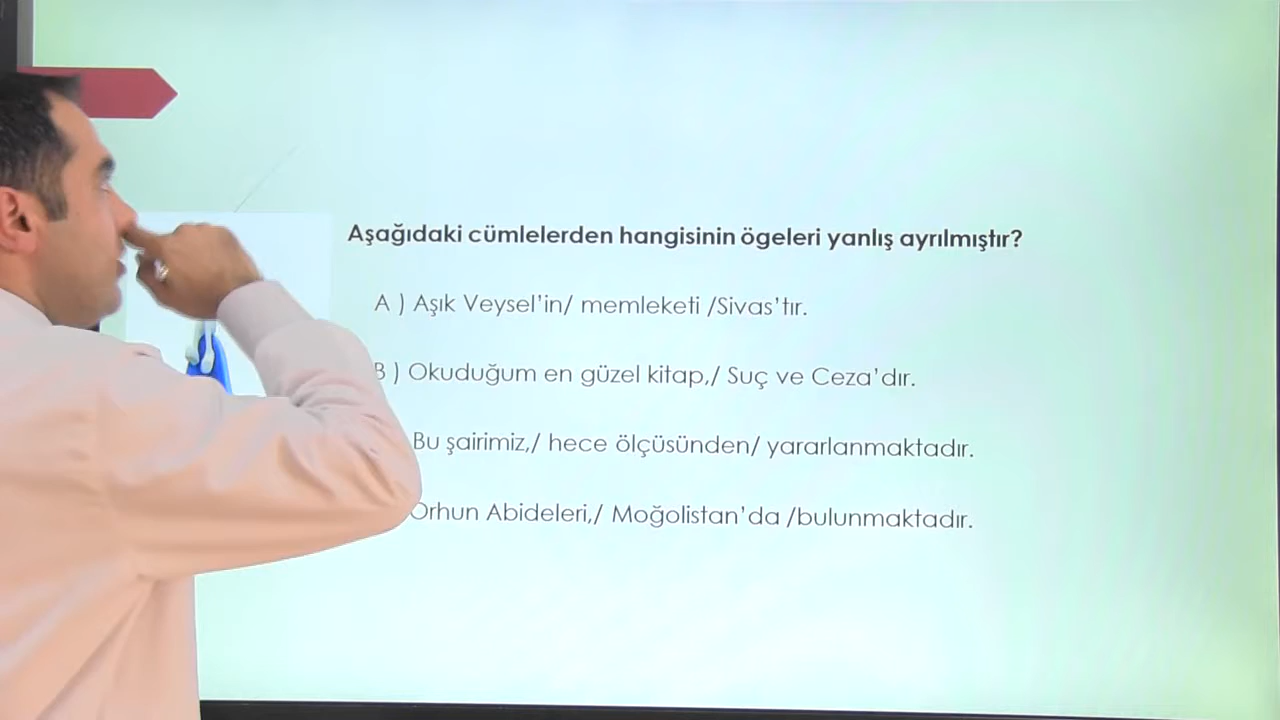 Aşağıdaki cümlelerden hangisinin ögeleri yanlış ayrılmıştır?
A ) Aşık Veysel’in/ memleketi /Sivas’tır.
B ) Okuduğum en güzel kitap,/ Suç ve Ceza’dır.
Bu şairimiz,/ hece ölçüsünden/ yararlanmaktadır.
Orhun Abideleri,/ Moğolistan’da /bulunmaktadır.